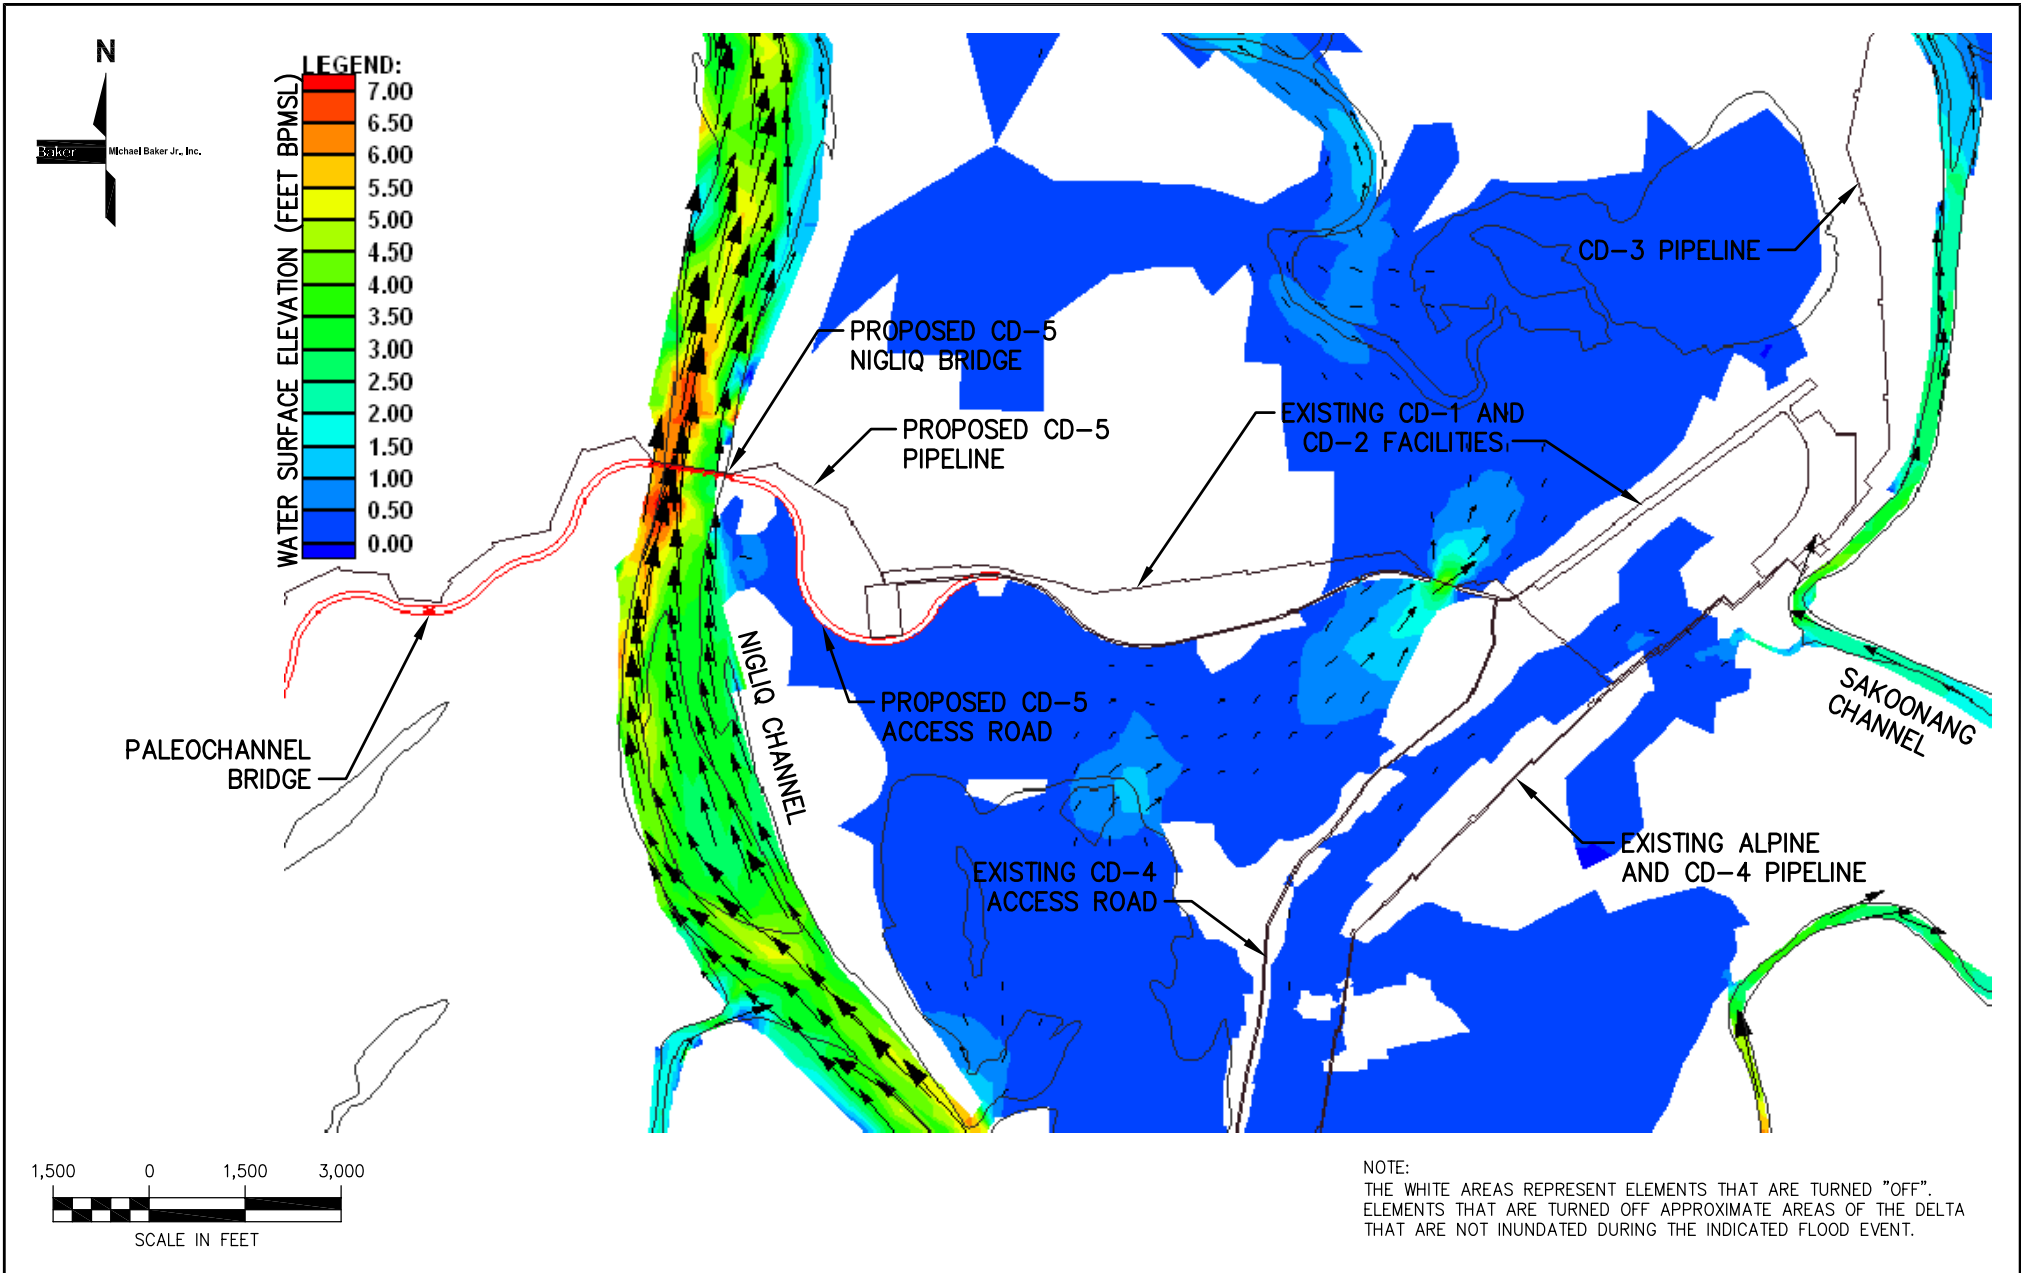 N
Baker
Michael Baker Jr., Inc.
LEGEND:
WATER SURFACE ELEVATION (FEET BPMSL)
7.00
6.50
6.00
5.50
5.00
4.50
4.00
3.50
3.00
2.50
2.00
1.50
1.00
0.50
0.00
CD-3 PIPELINE
PROPOSED CD-5
NIGLIQ BRIDGE
PROPOSED CD-5
PIPELINE
EXISTING CD-1 AND
CD-2 FACILITIES
NIGLIQ CHANNEL
PROPOSED CD-5
ACCESS ROAD
SAKOONANG
CHANNEL
PALEOCHANNEL
BRIDGE
EXISTING CD-4
ACCESS ROAD
EXISTING ALPINE
AND CD-4 PIPELINE
1,500 0 1,500 3,000
SCALE IN FEET
NOTE:
THE WHITE AREAS REPRESENT ELEMENTS THAT ARE TURNED "OFF".
ELEMENTS THAT ARE TURNED OFF APPROXIMATE AREAS OF THE DELTA
THAT ARE NOT INUNDATED DURING THE INDICATED FLOOD EVENT.